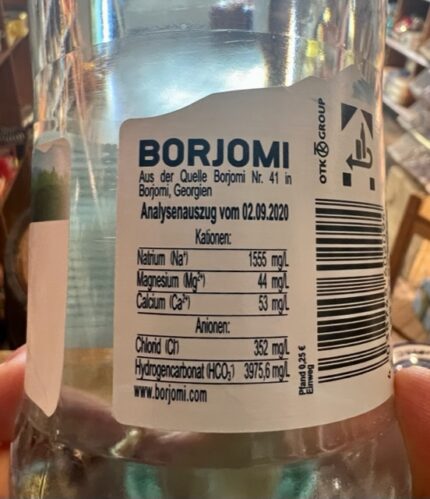 BORJOMI
Aus der Quelle Borjomi Nr. 41 in
Borjomi, Georgien
Analysenauszug vom 02.09.2020
Kationen:
Natrium (Na⁺) 1555 mg/L
Magnesium (Mg²⁺) 44 mg/L
Calcium (Ca²⁺) 53 mg/L
Anionen:
Chlorid (Cl⁻) 352 mg/L
Hydrogencarbonat (HCO₃⁻) 3975,6 mg/L
www.borjomi.com
OTK GROUP
Pfand 0,25 €
Einweg